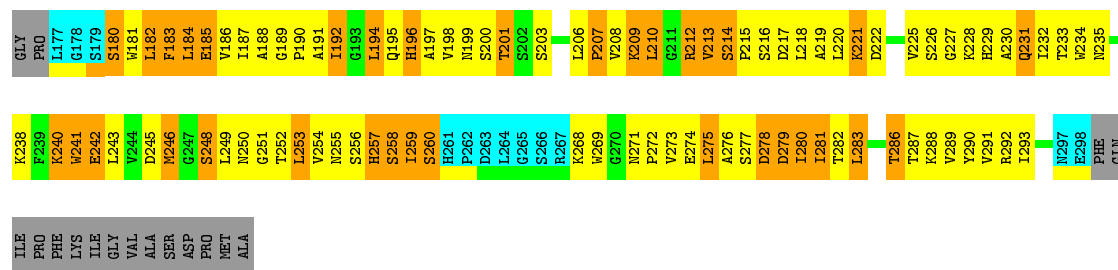 GLY PRO L177 G178 S179 S180 W181 L182 F183 L184 E185 V186 I187 A188 G189 P190 A191 I192 G193 L194 Q195 H196 A197 V198 N199 S200 T201 S202 S203 L206 P207 V208 K209 L210 G211 R212 V213 S214 P215 S216 D217 L218 A219 L220 K221 D222 V225 S226 G227 K228 H229 A230 Q231 I232 T233 W234 N235
K238 F239 K240 W241 E242 L243 V244 D245 M246 G247 S248 L249 N250 G251 T252 L253 V254 N255 S256 H257 S258 I259 S260 H261 P262 D263 L264 G265 S266 R267 K268 W269 G270 N271 P272 V273 E274 L275 A276 S277 D278 D279 I280 I281 T282 L283 T286 T287 K288 V289 Y290 V291 R292 I293 N297 E298 PHE GLN
ILE PRO PHE LYS ILE GLY VAL ALA SER ASP PRO MET ALA